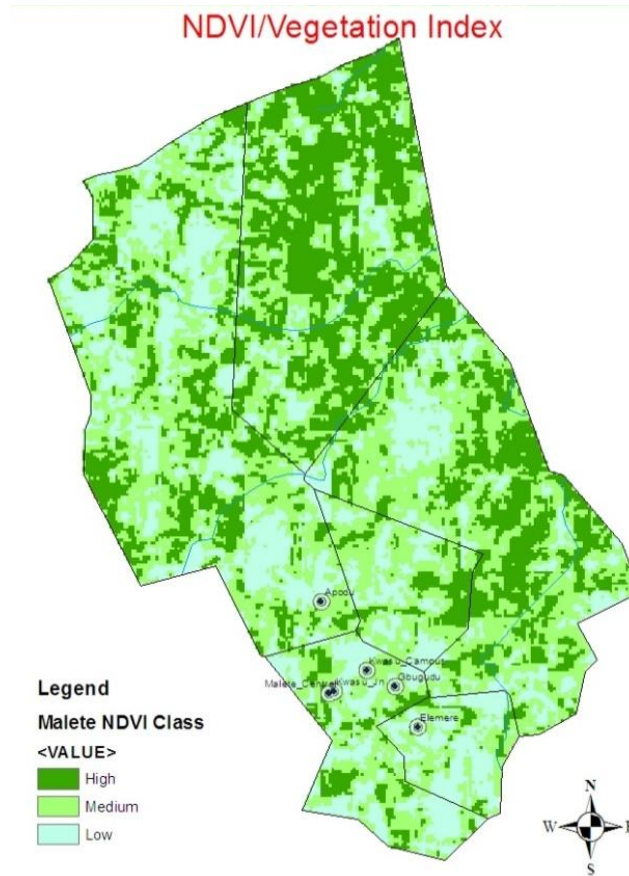 NDVI/Vegetation Index
Apodu
Kwasu_Campus
Malete_Central
Kwasu_Jn
Gbugudu
Elemere
Legend
Malete NDVI Class
<VALUE>
High
Medium
Low
N
W
S